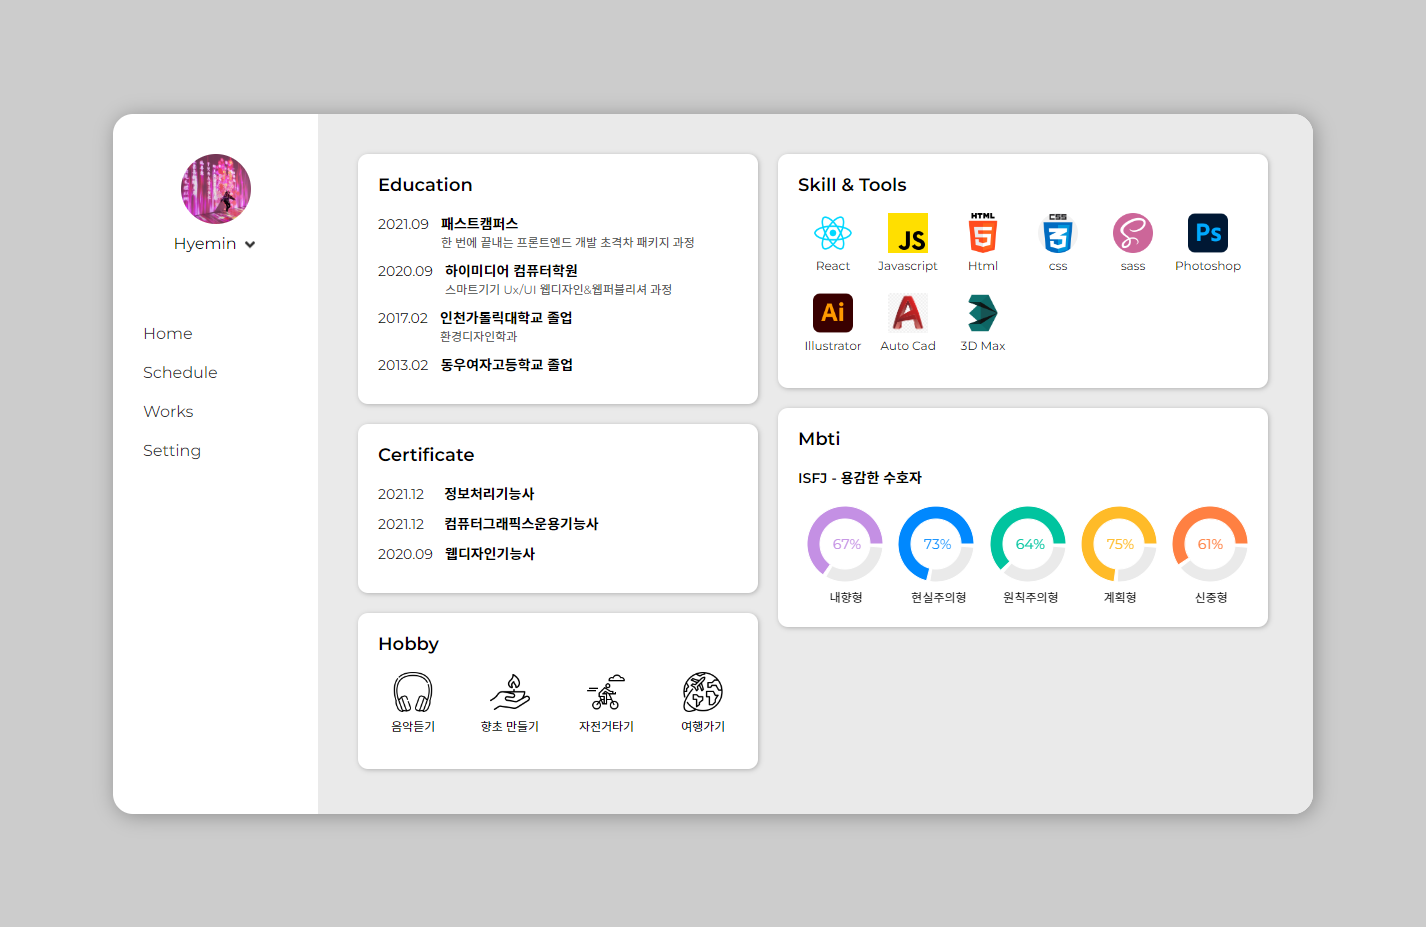 Hyemin
Home
Schedule
Works
Setting
Education
2021.09 패스트캠퍼스
한 번에 끝내는 프론트엔드 개발 초격차 패키지 과정
2020.09 하이미디어 컴퓨터학원
스마트기기 Ux/UI 웹디자인&웹퍼블리셔 과정
2017.02 인천가톨릭대학교 졸업
환경디자인학과
2013.02 동우여자고등학교 졸업
Certificate
2021.12 정보처리기능사
2021.12 컴퓨터그래픽스운용기능사
2020.09 웹디자인기능사
Hobby
음악듣기 향초 만들기 자전거타기 여행가기
Skill & Tools
JS HTML 5 CSS 3 Ps
React Javascript Html css sass Photoshop
Ai A
Illustrator Auto Cad 3D Max
Mbti
ISFJ - 용감한 수호자
67% 73% 64% 75% 61%
내향형 현실주의형 원칙주의형 계획형 신중형